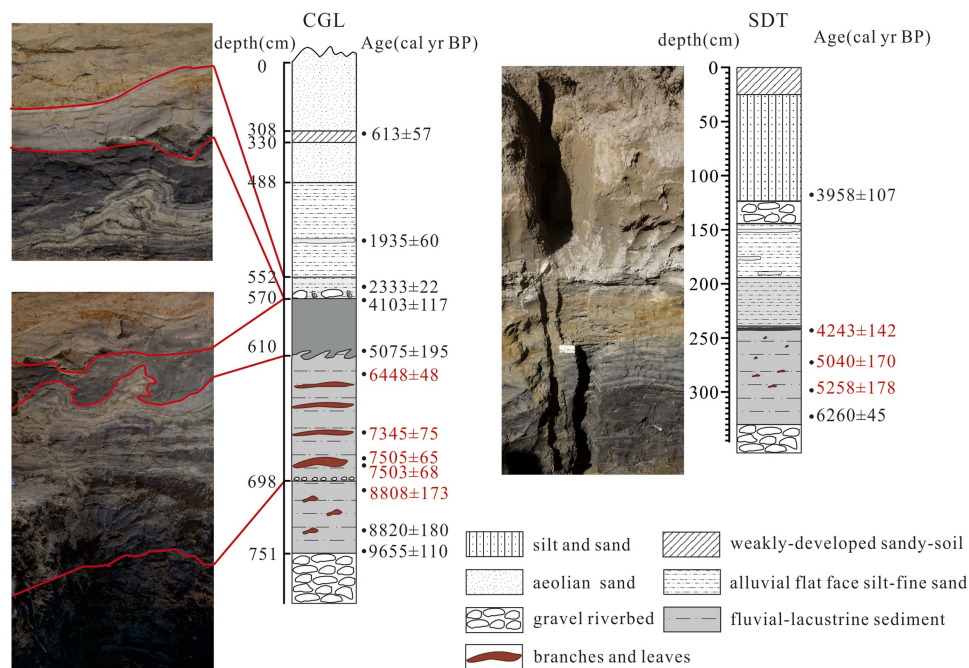 CGL
depth(cm)
Age(cal yr BP)
0
308
613±57
330
488
1935±60
552
2333±22
570
4103±117
610
5075±195
6448±48
7345±75
7505±65
7503±68
698
8808±173
8820±180
9655±110
751
SDT
depth(cm)
Age(cal yr BP)
0
50
100
3958±107
150
200
250
4243±142
5040±170
5258±178
300
6260±45
silt and sand
weakly-developed sandy-soil
aeolian sand
alluvial flat face silt-fine sand
gravel riverbed
fluvial-lacustrine sediment
branches and leaves